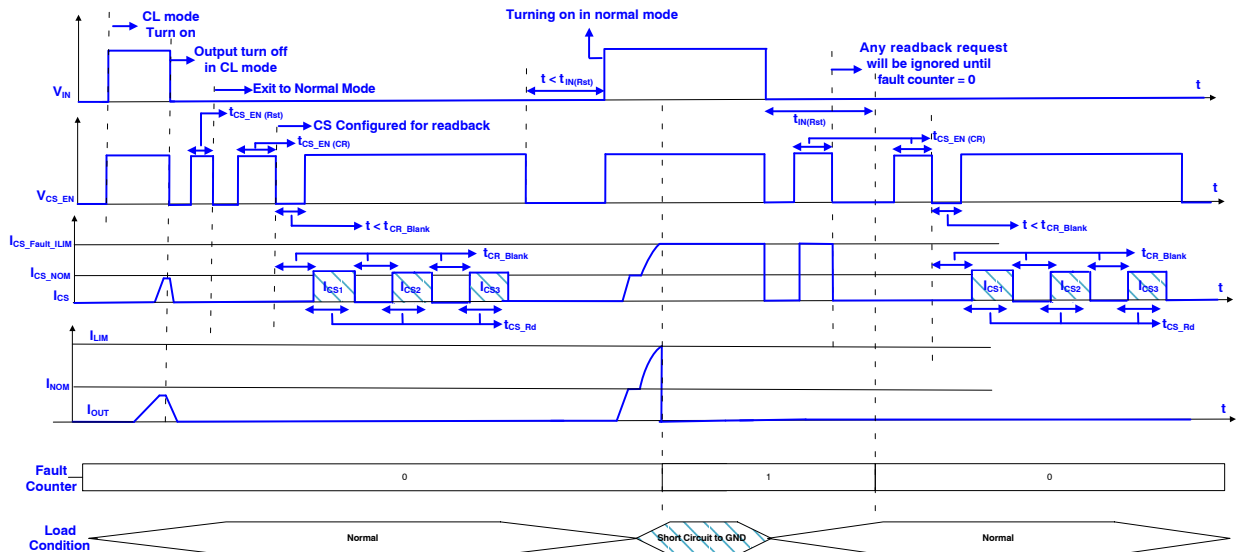 CL mode
Turn on
Output turn off
in CL mode
Exit to Normal Mode
Turning on in normal mode
Any readback request
will be ignored until
fault counter = 0
t < tIN(Rst)
VIN
t
tIN(Rst)
tCS_EN (Rst)
CS Configured for readback
tCS_EN (CR)
tCS_EN (CR)
VCS_EN
t
t < tCR_Blank
t < tCR_Blank
ICS_Fault_ILIM
tCR_Blank
tCR_Blank
ICS_NOM
ICS
ICS1
ICS2
ICS3
ICS1
ICS2
ICS3
t
tCS_Rd
tCS_Rd
ILIM
INOM
IOUT
t
Fault
Counter
0
1
0
Load
Condition
Normal
Short Circuit to GND
Normal